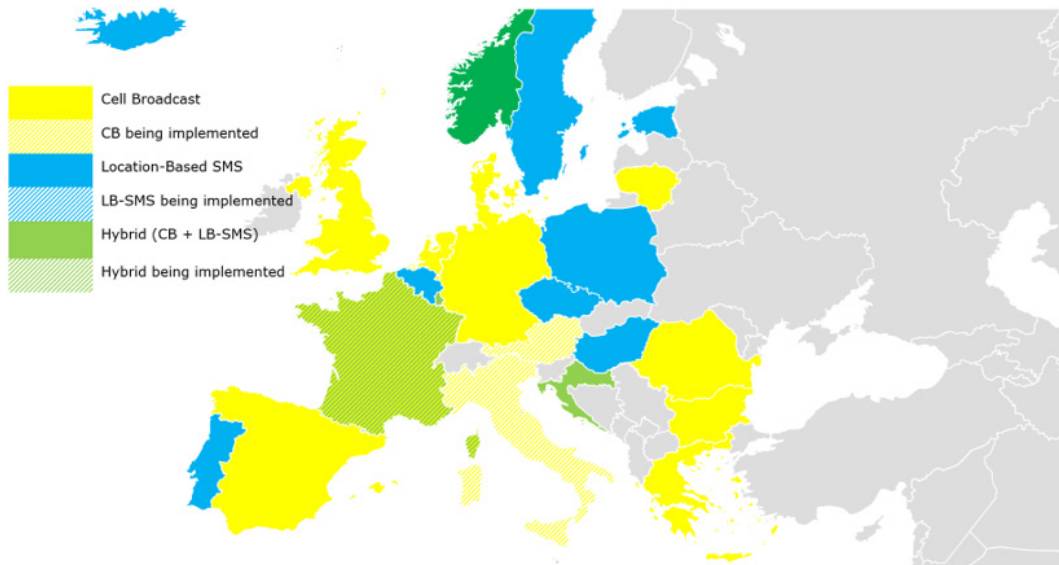 Cell Broadcast
CB being implemented
Location-Based SMS
LB-SMS being implemented
Hybrid (CB + LB-SMS)
Hybrid being implemented